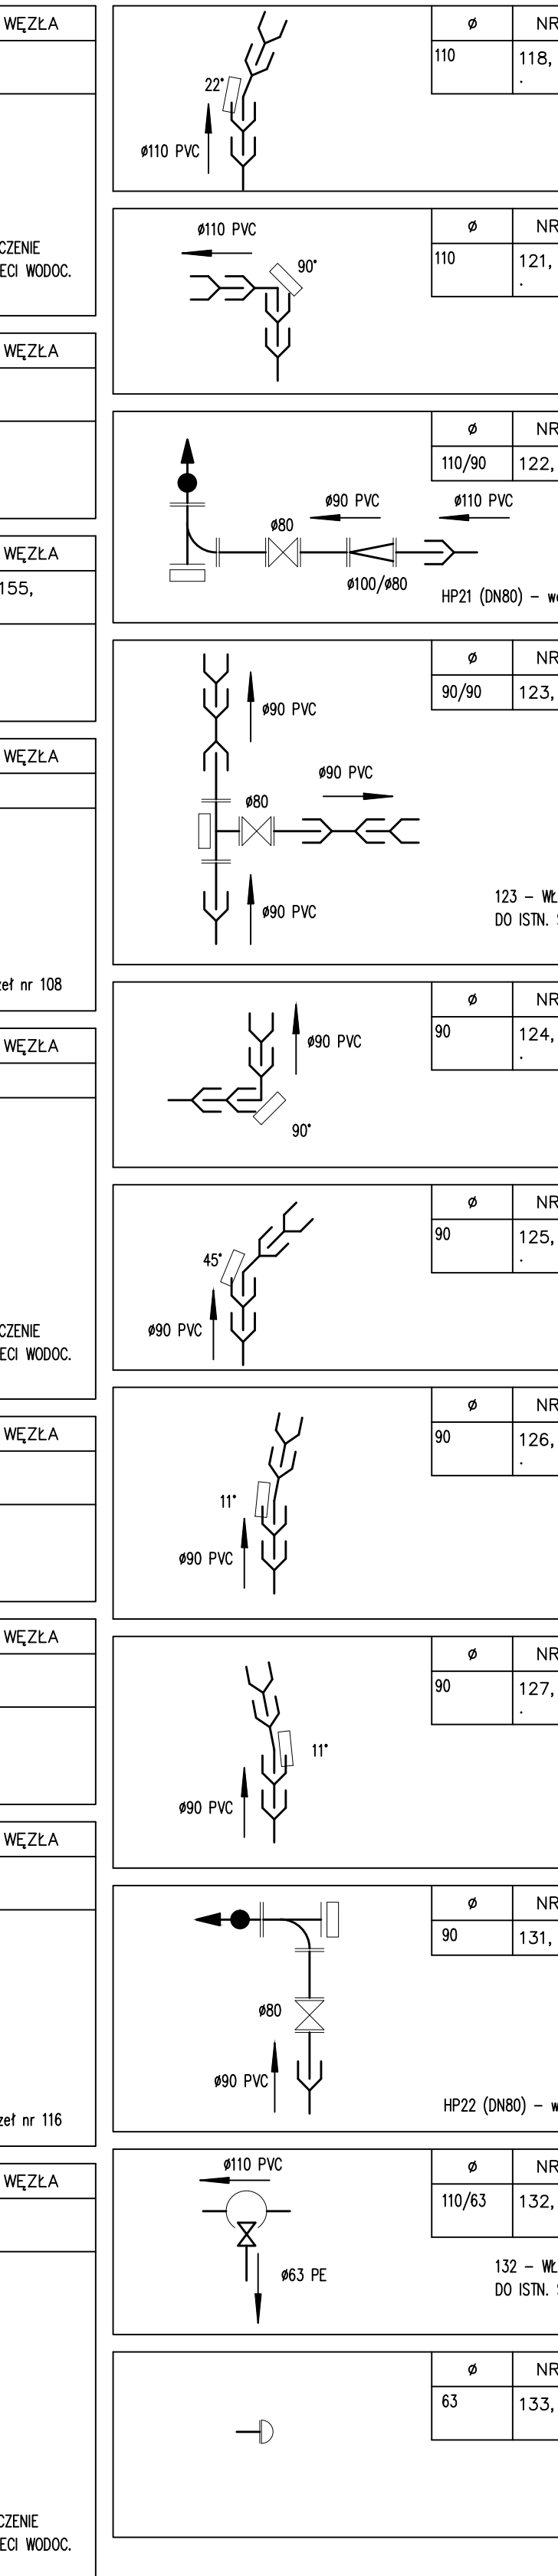 WĘZŁA
CZENIE
ECI WODOC.
WĘZŁA
WĘZŁA
155,
WĘZŁA
zeł nr 108
WĘZŁA
CZENIE
ECI WODOC.
WĘZŁA
WĘZŁA
WĘZŁA
zeł nr 116
WĘZŁA
CZENIE
ECI WODOC.
ø NR
110 118,
.
22°
ø110 PVC
ø NR
110 121,
.
ø110 PVC
90°
ø NR
110/90 122,
ø90 PVC ø110 PVC
ø80
ø100/ø80
HP21 (DN80) – w
ø NR
90/90 123,
ø90 PVC
ø90 PVC
ø80
ø90 PVC
123 – WŁ
DO ISTN.
ø NR
90 124,
.
ø90 PVC
90°
ø NR
90 125,
.
45°
ø90 PVC
ø NR
90 126,
.
11°
ø90 PVC
ø NR
90 127,
.
11°
ø90 PVC
ø NR
90 131,
ø80
ø90 PVC
HP22 (DN80) – w
ø110 PVC
ø NR
110/63 132,
ø63 PE
132 – WŁ
DO ISTN.
ø NR
63 133,